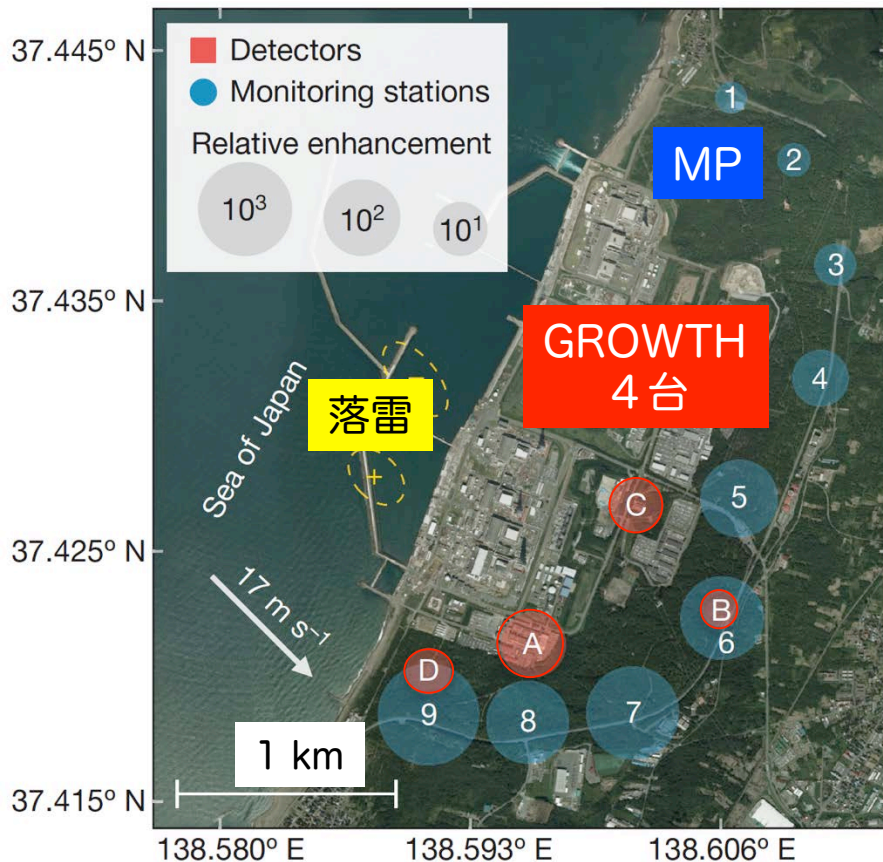 37.445° N
37.435° N
37.425° N
37.415° N
Detectors
Monitoring stations
Relative enhancement
10³
10²
10¹
MP
1
2
3
4
5
6
7
8
9
GROWTH
4台
落雷
Sea of Japan
17 m s⁻¹
A
B
C
D
1 km
138.580° E
138.593° E
138.606° E